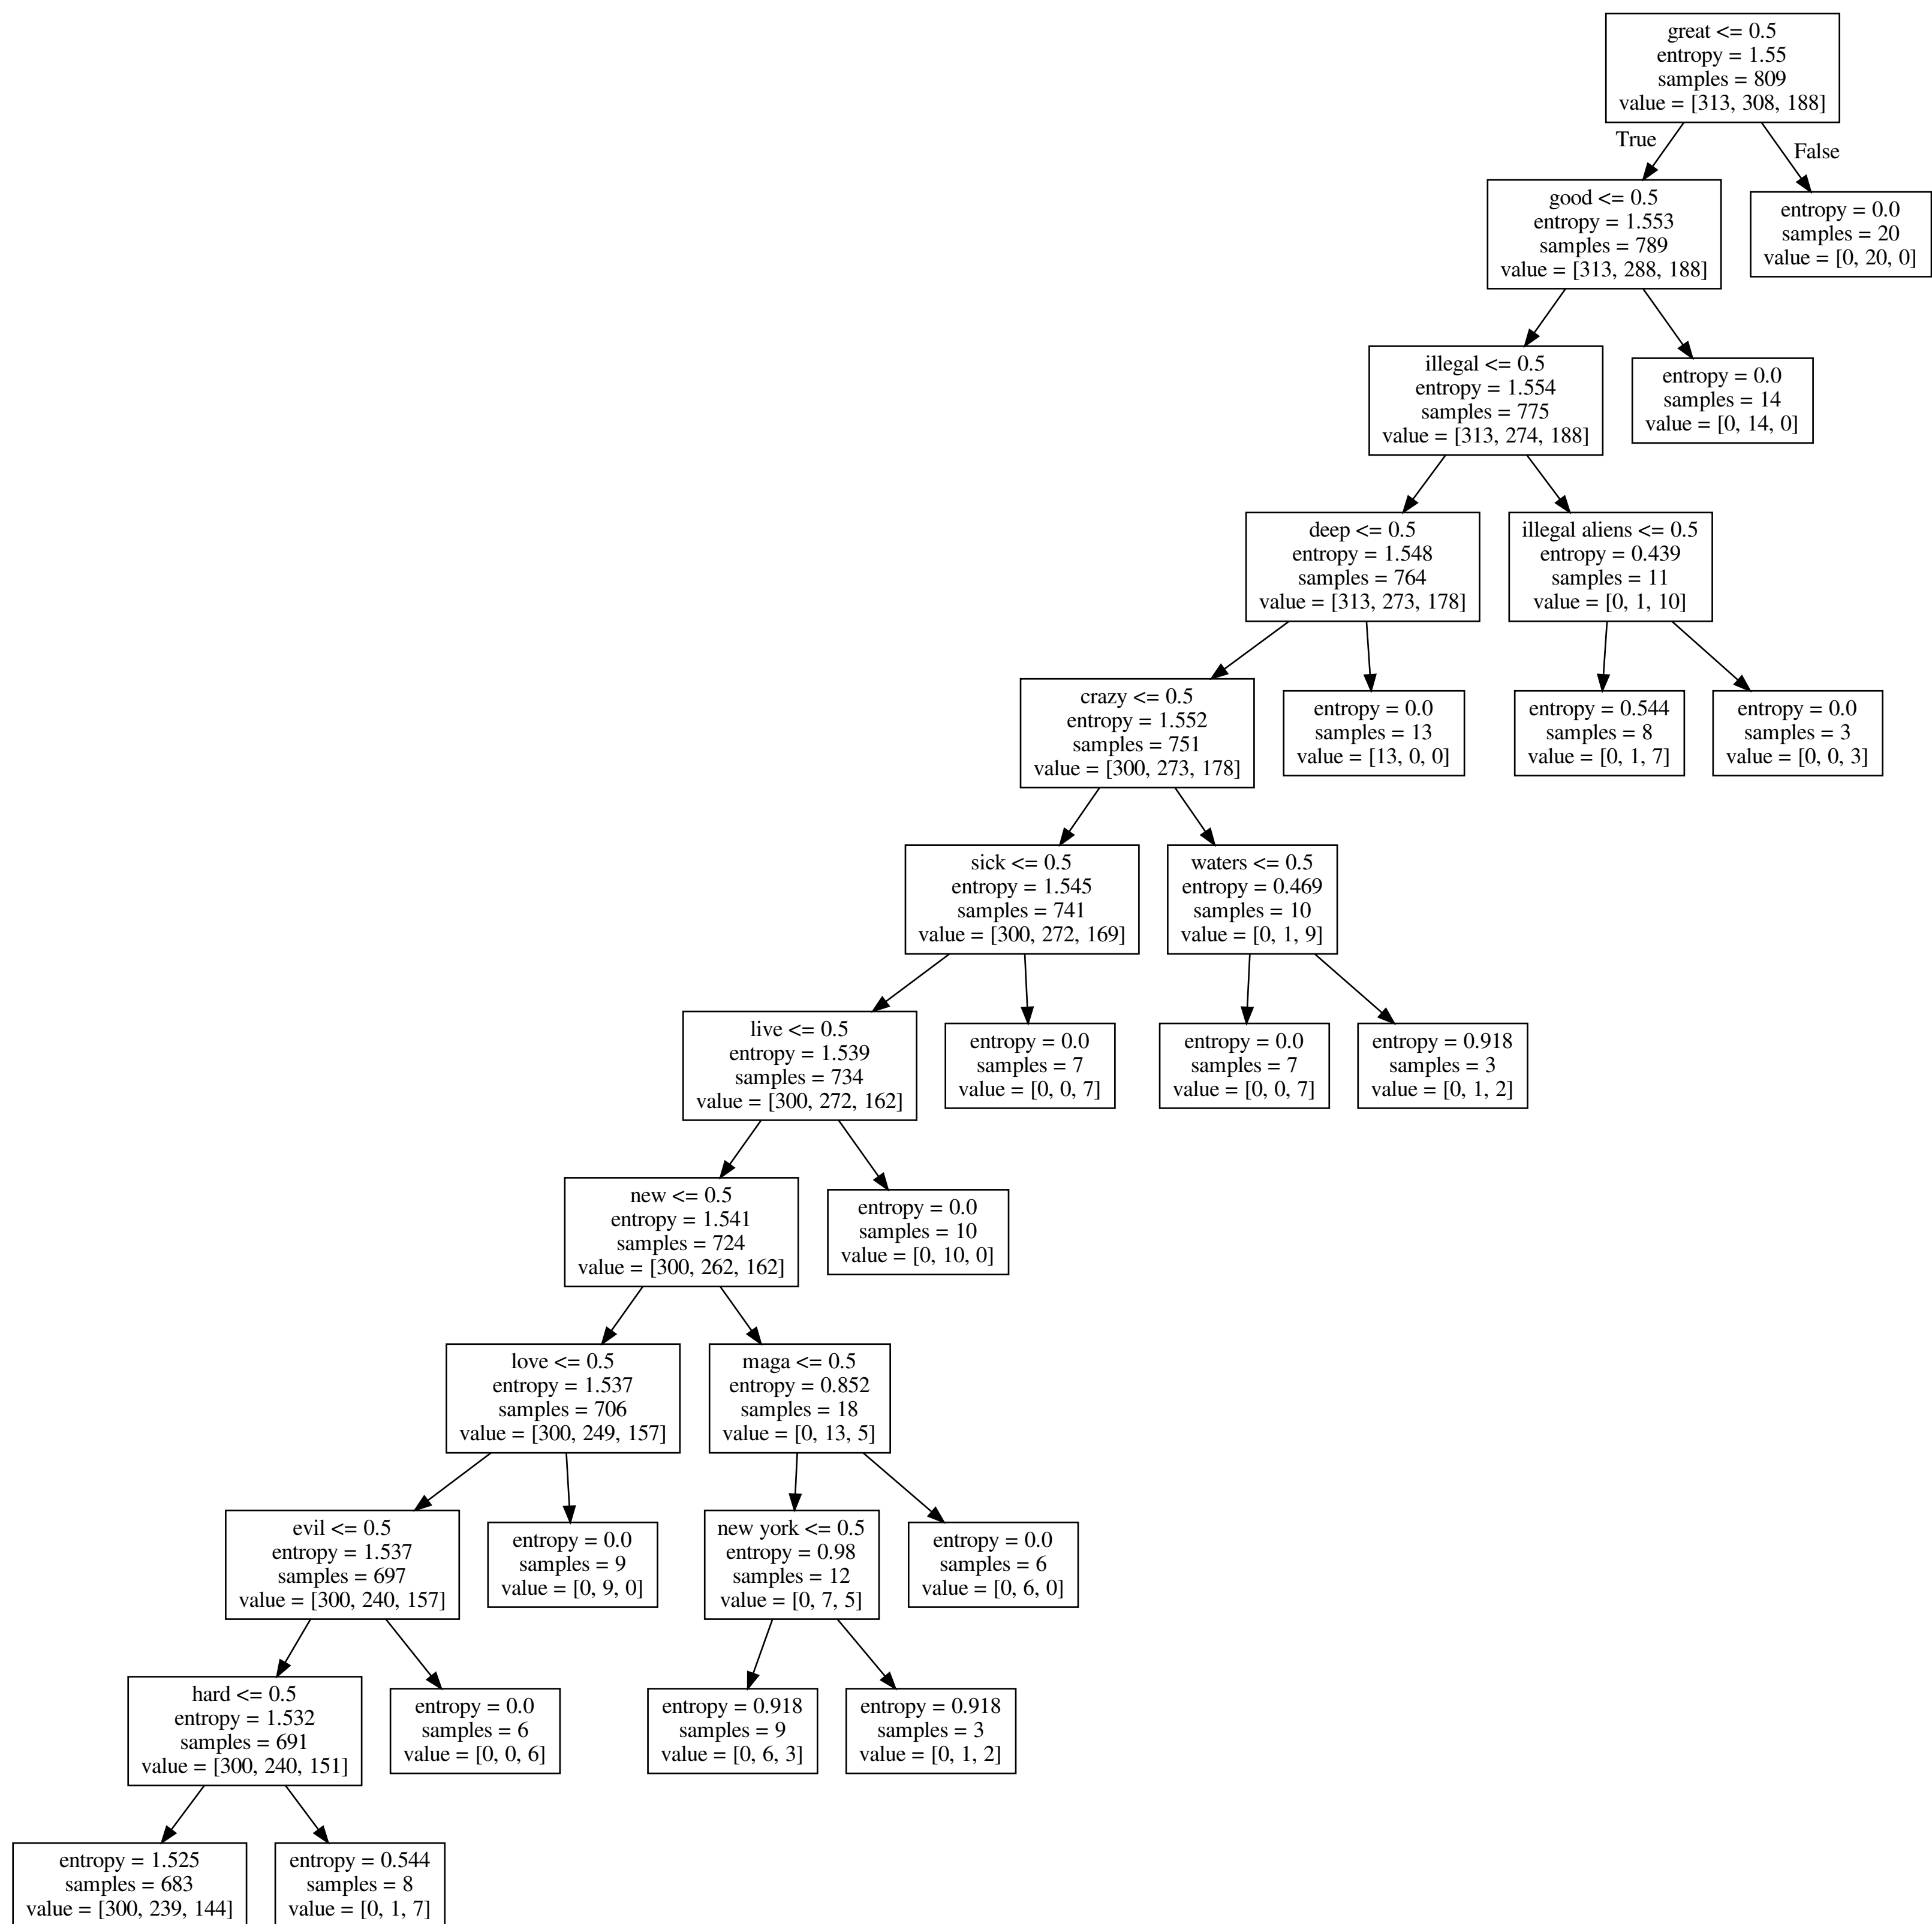 great <= 0.5
entropy = 1.55
samples = 809
value = [313, 308, 188]
True
False
good <= 0.5
entropy = 1.553
samples = 789
value = [313, 288, 188]
entropy = 0.0
samples = 20
value = [0, 20, 0]
illegal <= 0.5
entropy = 1.554
samples = 775
value = [313, 274, 188]
entropy = 0.0
samples = 14
value = [0, 14, 0]
deep <= 0.5
entropy = 1.548
samples = 764
value = [313, 273, 178]
illegal aliens <= 0.5
entropy = 0.439
samples = 11
value = [0, 1, 10]
crazy <= 0.5
entropy = 1.552
samples = 751
value = [300, 273, 178]
entropy = 0.0
samples = 13
value = [13, 0, 0]
entropy = 0.544
samples = 8
value = [0, 1, 7]
entropy = 0.0
samples = 3
value = [0, 0, 3]
sick <= 0.5
entropy = 1.545
samples = 741
value = [300, 272, 169]
waters <= 0.5
entropy = 0.469
samples = 10
value = [0, 1, 9]
live <= 0.5
entropy = 1.539
samples = 734
value = [300, 272, 162]
entropy = 0.0
samples = 7
value = [0, 0, 7]
entropy = 0.0
samples = 7
value = [0, 0, 7]
entropy = 0.918
samples = 3
value = [0, 1, 2]
new <= 0.5
entropy = 1.541
samples = 724
value = [300, 262, 162]
entropy = 0.0
samples = 10
value = [0, 10, 0]
love <= 0.5
entropy = 1.537
samples = 706
value = [300, 249, 157]
maga <= 0.5
entropy = 0.852
samples = 18
value = [0, 13, 5]
evil <= 0.5
entropy = 1.537
samples = 697
value = [300, 240, 157]
entropy = 0.0
samples = 9
value = [0, 9, 0]
new york <= 0.5
entropy = 0.98
samples = 12
value = [0, 7, 5]
entropy = 0.0
samples = 6
value = [0, 6, 0]
hard <= 0.5
entropy = 1.532
samples = 691
value = [300, 240, 151]
entropy = 0.0
samples = 6
value = [0, 0, 6]
entropy = 0.918
samples = 9
value = [0, 6, 3]
entropy = 0.918
samples = 3
value = [0, 1, 2]
entropy = 1.525
samples = 683
value = [300, 239, 144]
entropy = 0.544
samples = 8
value = [0, 1, 7]